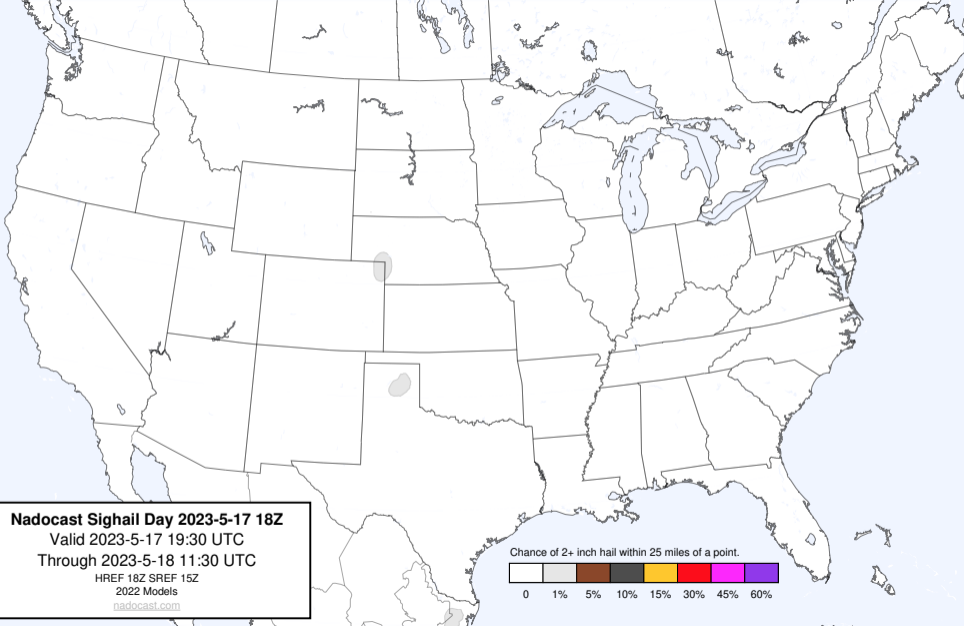 Nadocast Sighail Day 2023-5-17 18Z
Valid 2023-5-17 19:30 UTC
Through 2023-5-18 11:30 UTC
HREF 18Z SREF 15Z
2022 Models
nadocast.com
Chance of 2+ inch hail within 25 miles of a point.
0 1% 5% 10% 15% 30% 45% 60%